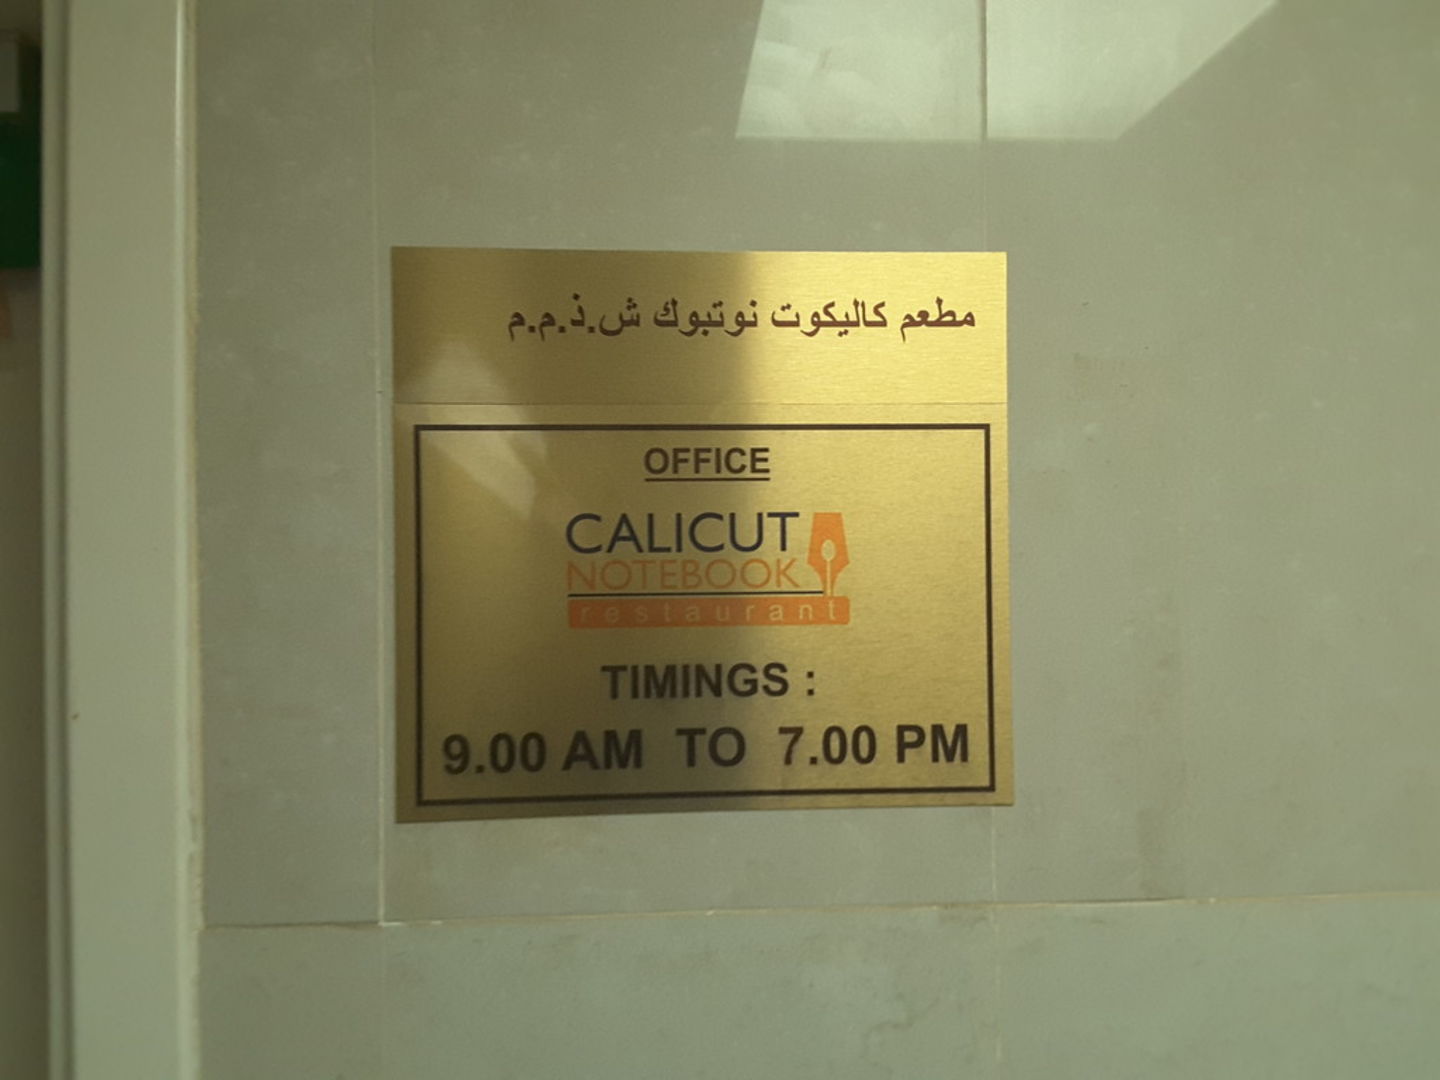 مطعم كاليكوت نوتبوك ش.ذ.م.م
OFFICE
CALICUT
NOTEBOOK
restaurant
TIMINGS :
9.00 AM TO 7.00 PM